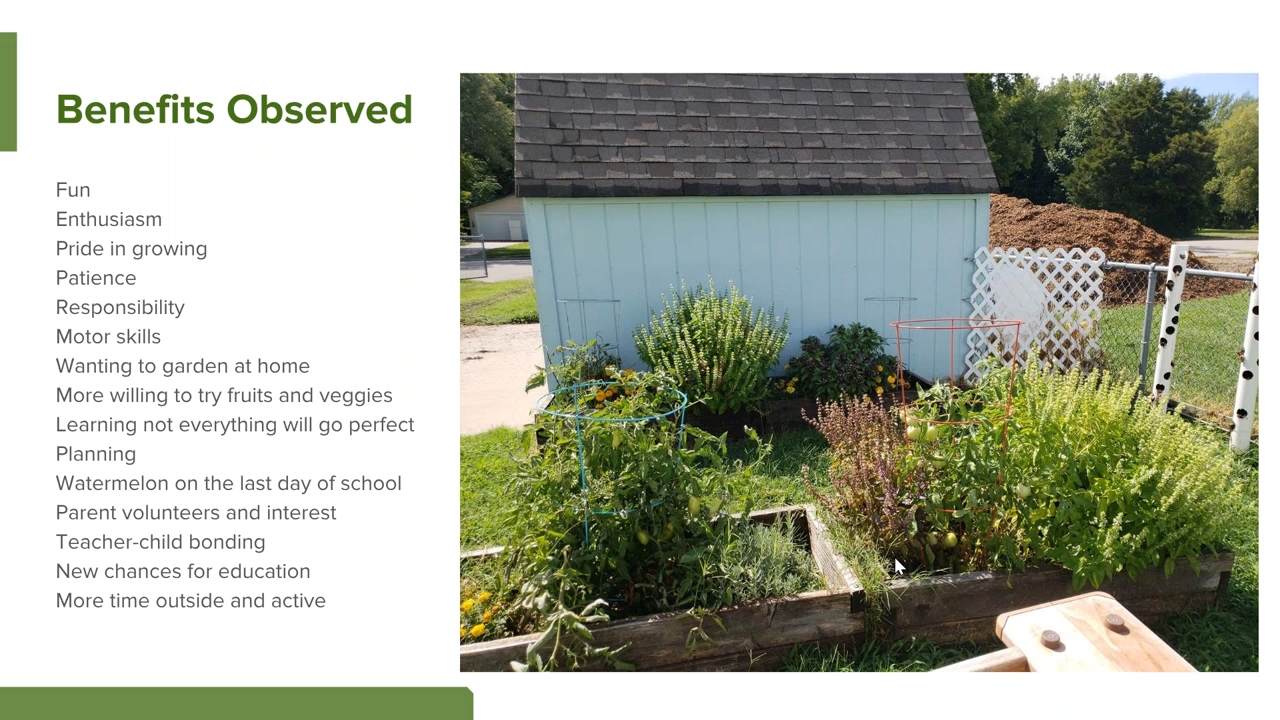 Benefits Observed
Fun
Enthusiasm
Pride in growing
Patience
Responsibility
Motor skills
Wanting to garden at home
More willing to try fruits and veggies
Learning not everything will go perfect
Planning
Watermelon on the last day of school
Parent volunteers and interest
Teacher-child bonding
New chances for education
More time outside and active